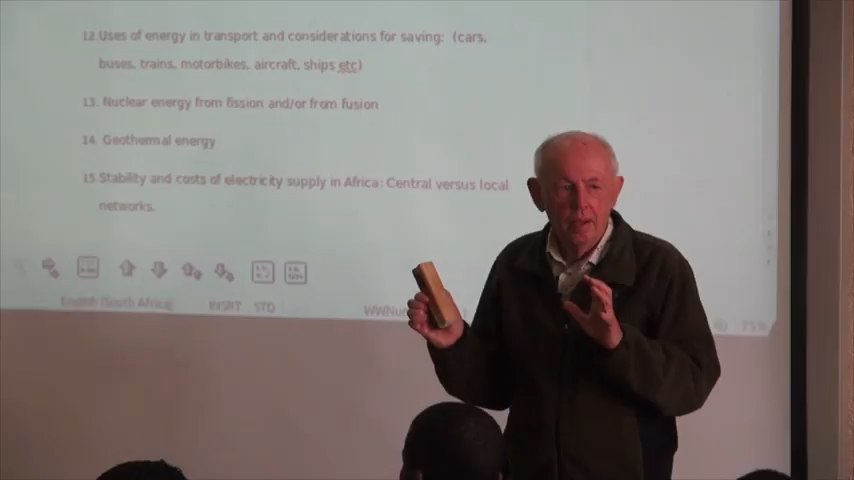 12.Uses of energy in transport and considerations for saving: (cars,
buses, trains, motorbikes, aircraft, ships etc)
13. Nuclear energy from fission and/or from fusion
14. Geothermal energy
15.Stability and costs of electricity supply in Africa: Central versus local
networks.
English (South Africa) INSRT STD
75%